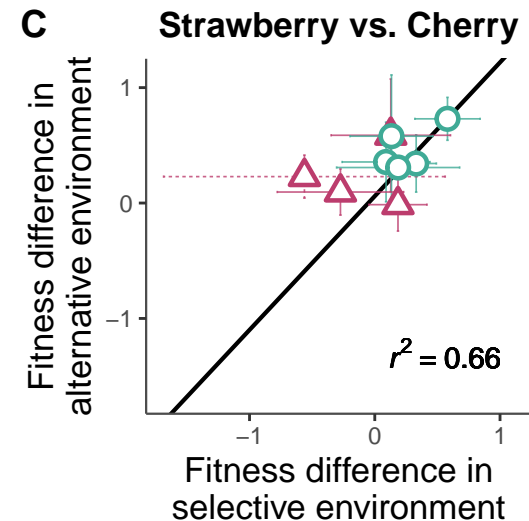 C
Strawberry vs. Cherry
Fitness difference in
alternative environment
1
0
−1
r² = 0.66
−1
0
1
Fitness difference in
selective environment